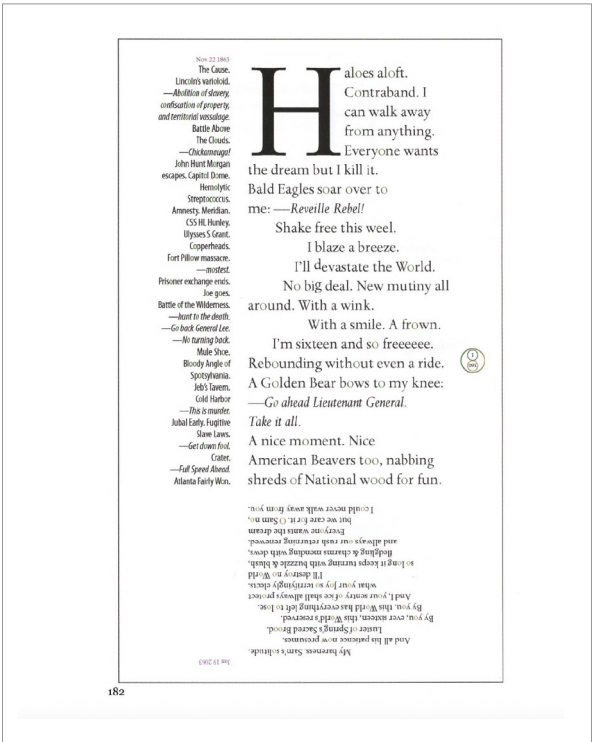 Nov 22 1863
The Cause.
Lincoln's varioloid.
—Abolition of slavery,
confiscation of property,
and territorial vassalage.
Battle Above
The Clouds.
—Chickamauga!
John Hunt Morgan
escapes. Capitol Dome.
Hemolytic
Streptococcus.
Amnesty. Meridian.
CSS HL Hunley.
Ulysses S Grant.
Copperheads.
Fort Pillow massacre.
—mostest.
Prisoner exchange ends.
Joe goes.
Battle of the Wilderness.
—hunt to the death.
—Go back General Lee.
—No turning back.
Mule Shoe.
Bloody Angle of
Spotsylvania.
Jeb's Tavern.
Cold Harbor
—This is murder.
Jubal Early. Fugitive
Slave Laws.
—Get down fool.
Crater.
—Full Speed Ahead.
Atlanta Fairly Won.
Haloes aloft.
Contraband. I
can walk away
from anything.
Everyone wants
the dream but I kill it.
Bald Eagles soar over to
me: —Reveille Rebel!
Shake free this weel.
I blaze a breeze.
I'll devastate the World.
No big deal. New mutiny all
around. With a wink.
With a smile. A frown.
I'm sixteen and so freeeeee.
Rebounding without even a ride.
A Golden Bear bows to my knee:
—Go ahead Lieutenant General.
Take it all.
A nice moment. Nice
American Beavers too, nabbing
shreds of National wood for fun.
1
Jan 19 2063
My hareness. Sam's solitude.
And all his patience now presumes.
Luster of Spring's Sacred Brood.
By you, ever sixteen, this World's reserved.
By you, this World has everything left to lose.
And I, your sentry of ice shall always protect
what your joy so terrifyingly elects.
I'll destroy no World
so long it keeps turning with buzzle & blush,
fledgling & charms mending with dews,
and always our rush returning renewed.
Everyone wants the dream
but we care for it. O Sam no,
I could never walk away from you.
182